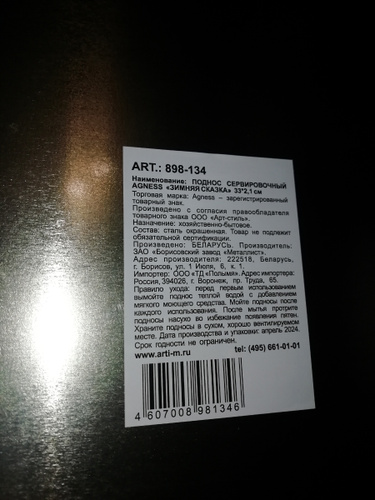 ART.: 898-134
Наименование: ПОДНОС СЕРВИРОВОЧНЫЙ
AGNESS «ЗИМНЯЯ СКАЗКА» 33*2,1 см
Торговая марка: Agness – зарегистрированный
товарный знак.
Произведено с согласия правообладателя
товарного знака ООО «Арт-стиль».
Назначение: хозяйственно-бытовое.
Состав: сталь окрашенная. Товар не подлежит
обязательной сертификации.
Произведено: БЕЛАРУСЬ. Производитель:
ЗАО «Борисовский завод «Металлист».
Адрес производителя: 222518, Беларусь,
г. Борисов, ул. 1 Июля, 6, к. 1.
Импортер: ООО «ТД «Полымя». Адрес импортера:
Россия, 394026, г. Воронеж, пр. Труда, 65.
Правило ухода: перед первым использованием
вымойте поднос теплой водой с добавлением
мягкого моющего средства. Мойте подносы после
каждого использования. После мытья протрите
подносы насухо во избежание появления пятен.
Храните подносы в сухом, хорошо вентилируемом
месте. Дата производства и упаковки: апрель 2024.
Срок годности не ограничен.
www.arti-m.ru tel: (495) 661-01-01
4 607008 981346